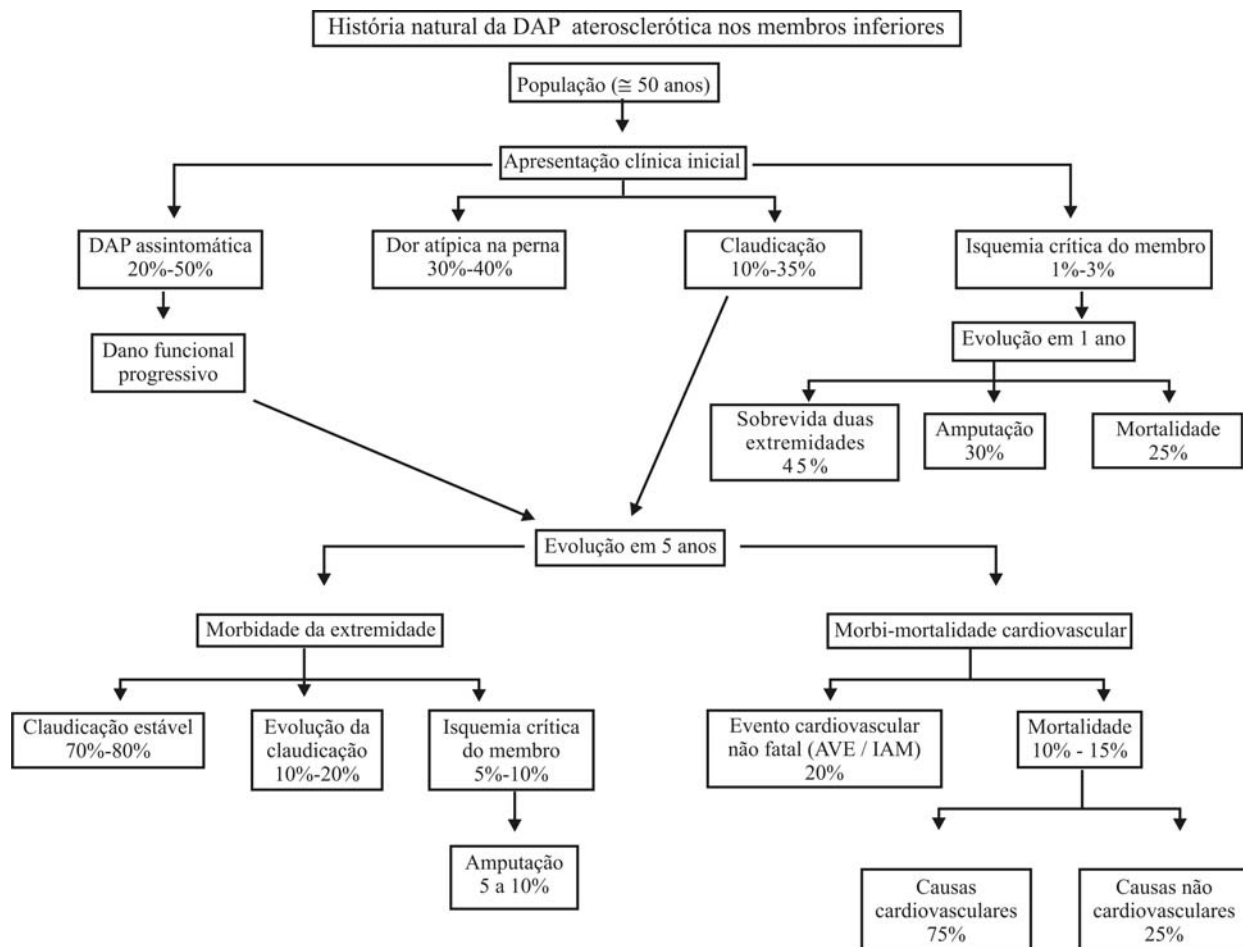 História natural da DAP aterosclerótica nos membros inferiores
População (≅ 50 anos)
Apresentação clínica inicial
DAP assintomática
20%-50%
Dor atípica na perna
30%-40%
Claudicação
10%-35%
Isquemia crítica do membro
1%-3%
Dano funcional
progressivo
Evolução em 1 ano
Sobrevida duas
extremidades
45%
Amputação
30%
Mortalidade
25%
Evolução em 5 anos
Morbidade da extremidade
Morbi-mortalidade cardiovascular
Claudicação estável
70%-80%
Evolução da
claudicação
10%-20%
Isquemia crítica
do membro
5%-10%
Evento cardiovascular
não fatal (AVE / IAM)
20%
Mortalidade
10% - 15%
Amputação
5 a 10%
Causas
cardiovasculares
75%
Causas não
cardiovasculares
25%